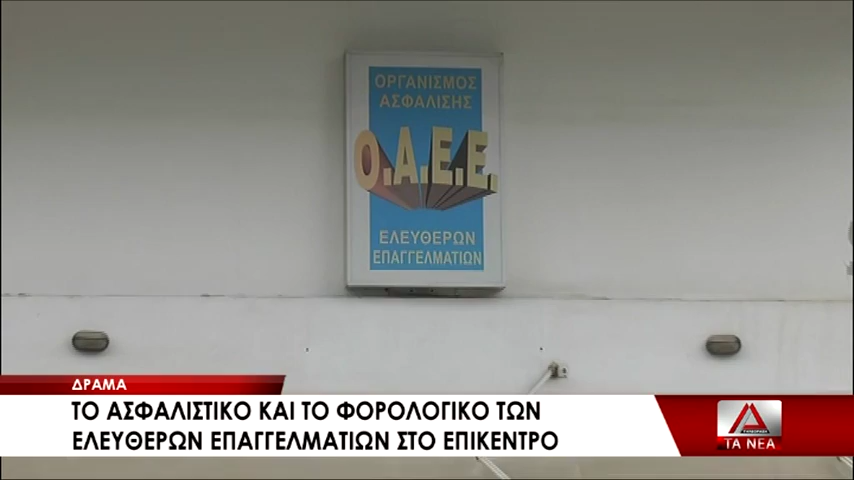 ΟΡΓΑΝΙΣΜΟΣ
ΑΣΦΑΛΙΣΗΣ
Ο.Α.Ε.Ε.
ΕΛΕΥΘΕΡΩΝ
ΕΠΑΓΓΕΛΜΑΤΙΩΝ
ΔΡΑΜΑ
ΤΟ ΑΣΦΑΛΙΣΤΙΚΟ ΚΑΙ ΤΟ ΦΟΡΟΛΟΓΙΚΟ ΤΩΝ
ΕΛΕΥΘΕΡΩΝ ΕΠΑΓΓΕΛΜΑΤΙΩΝ ΣΤΟ ΕΠΙΚΕΝΤΡΟ
ΤΑ ΝΕΑ